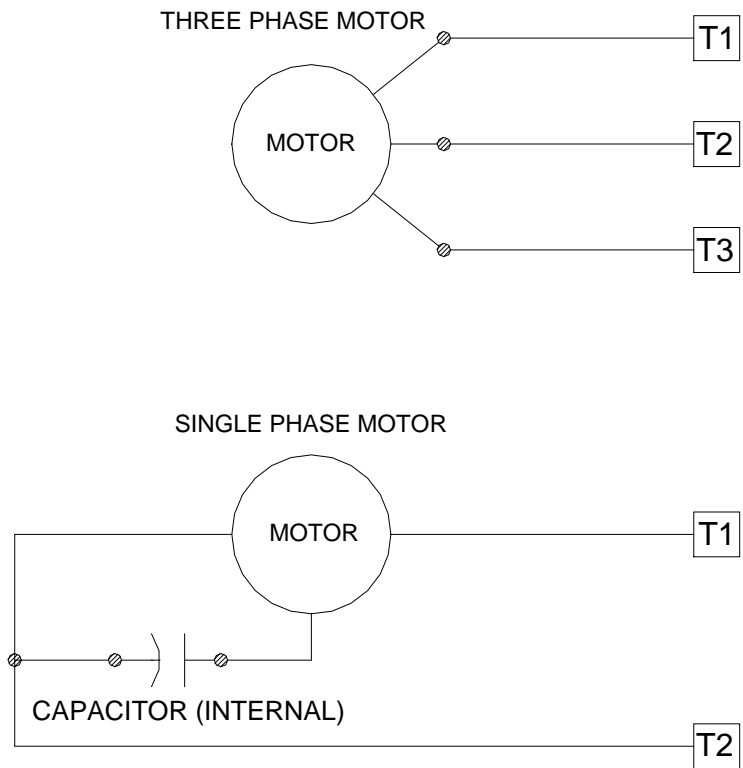 THREE PHASE MOTOR
T1
MOTOR
T2
T3
SINGLE PHASE MOTOR
MOTOR
T1
CAPACITOR (INTERNAL)
T2